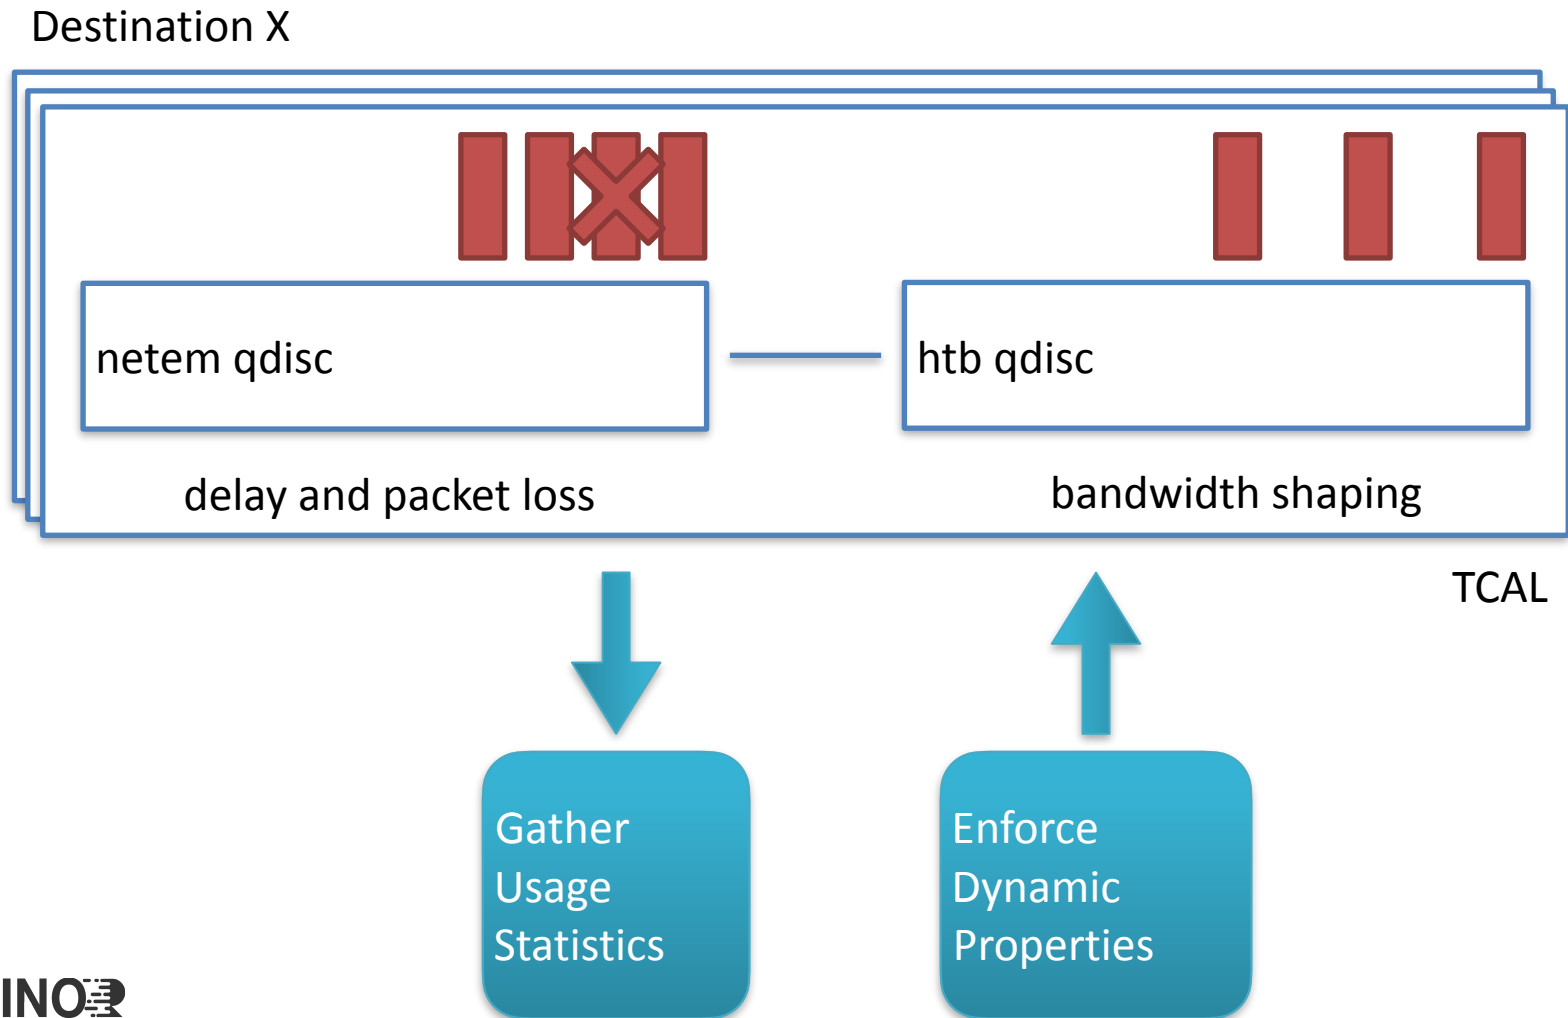 Destination X
netem qdisc
htb qdisc
delay and packet loss
bandwidth shaping
TCAL
Gather
Usage
Statistics
Enforce
Dynamic
Properties
INO